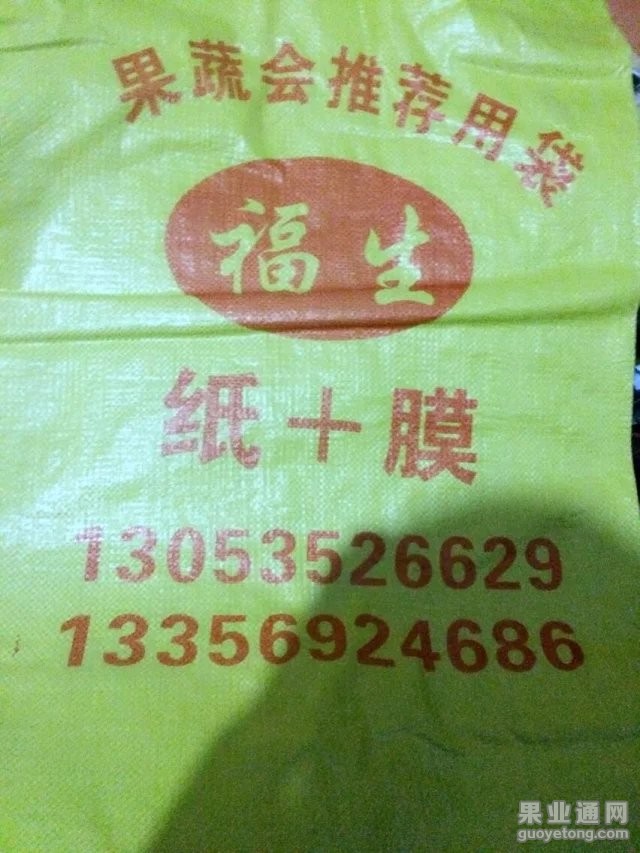 果蔬会推荐用袋
福生
纸+膜
13053526629
13356924686
果业通网
guoyetong.com